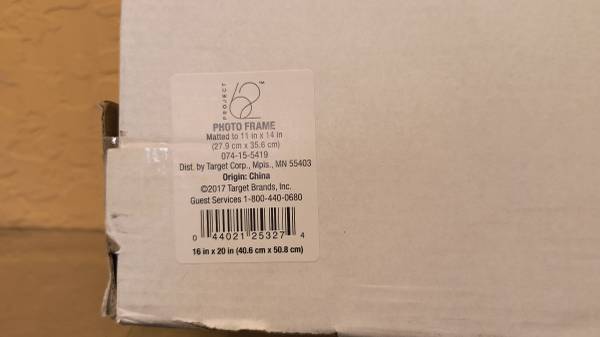 PROJECT 62™
PHOTO FRAME
Matted to 11 in x 14 in
(27.9 cm x 35.6 cm)
074-15-5419
Dist. by Target Corp., Mpls., MN 55403
Origin: China
©2017 Target Brands, Inc.
Guest Services 1-800-440-0680
0 44021 25327 4
16 in x 20 in (40.6 cm x 50.8 cm)